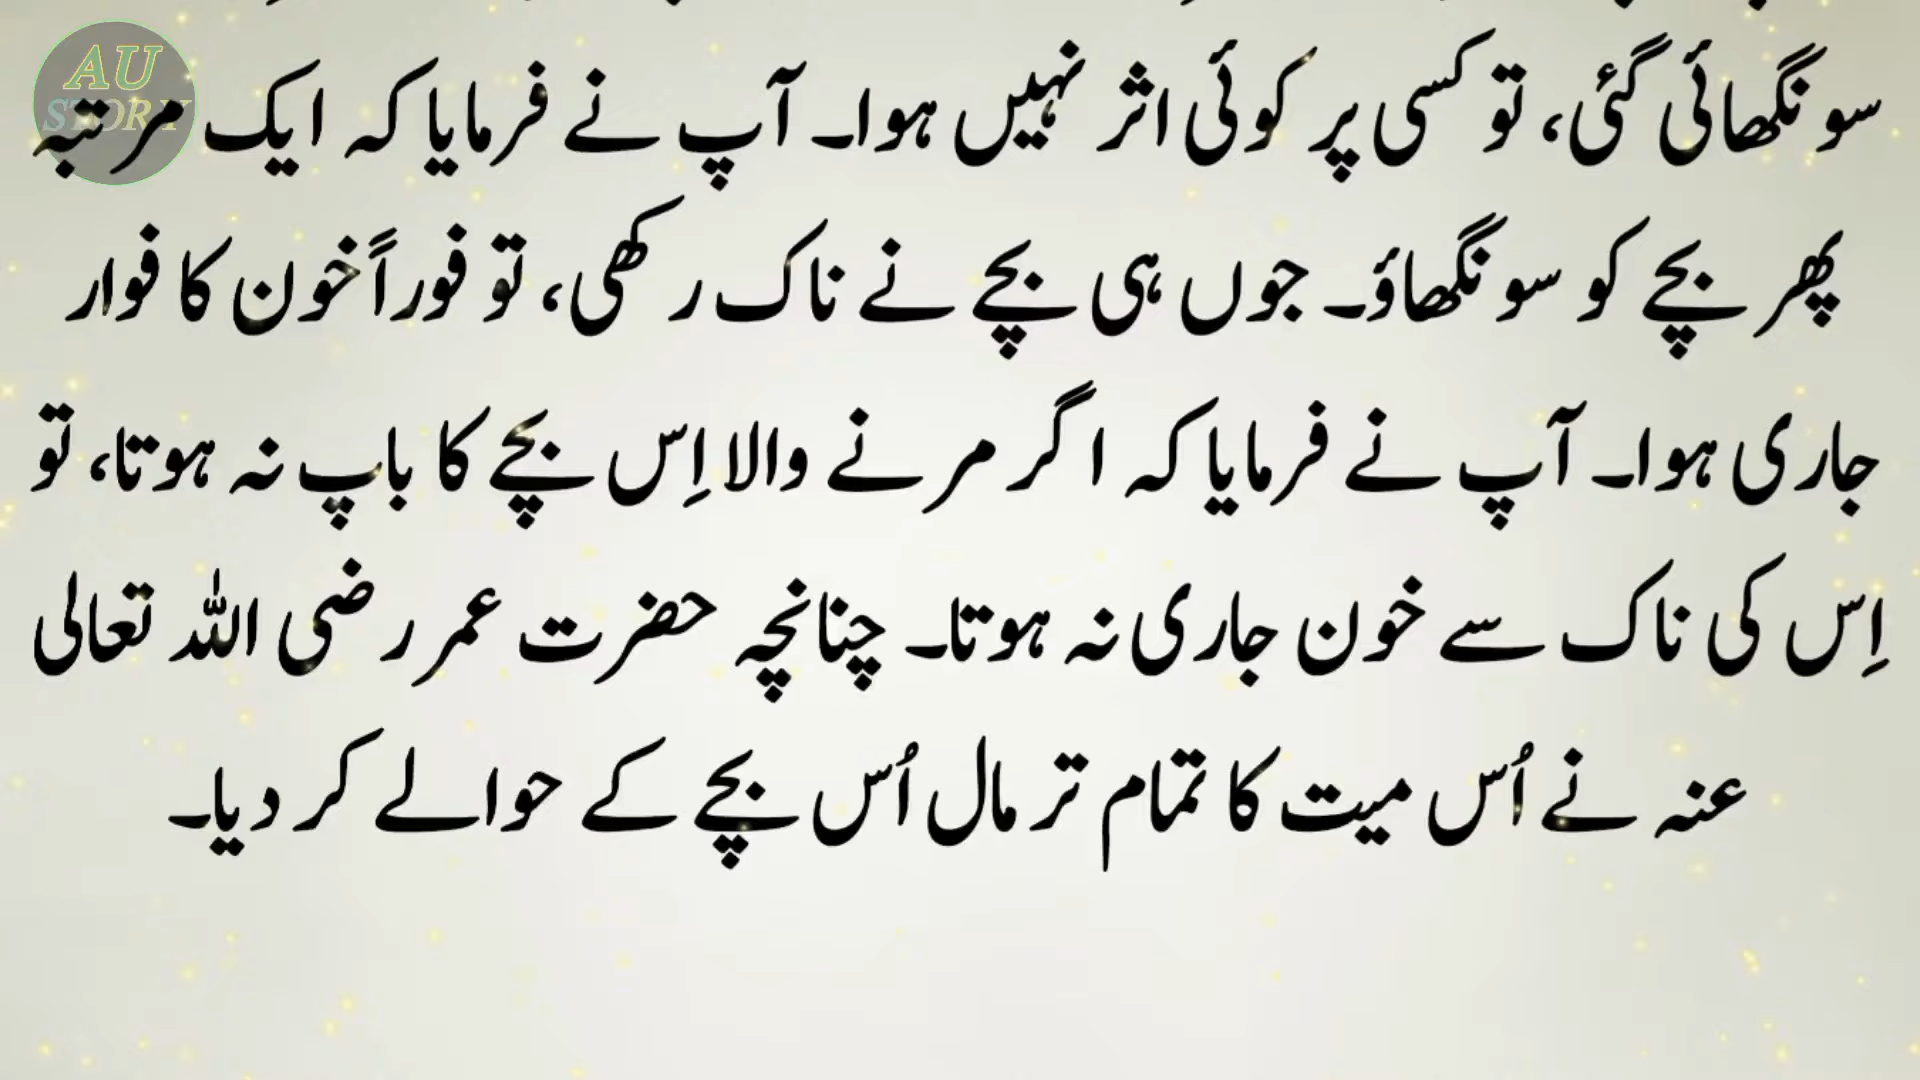 AU
STORY
سونگھائی گئی، تو کسی پر کوئی اثر نہیں ہوا۔ آپ نے فرمایا کہ ایک مرتبہ
پھر بچے کو سونگھاؤ۔ جوں ہی بچے نے ناک رکھی، تو فوراً خون کا فوار
جاری ہوا۔ آپ نے فرمایا کہ اگر مرنے والا اِس بچے کا باپ نہ ہوتا، تو
اِس کی ناک سے خون جاری نہ ہوتا۔ چنانچہ حضرت عمر رضی اللہ تعالی
عنہ نے اُس میت کا تمام تر مال اُس بچے کے حوالے کر دیا۔